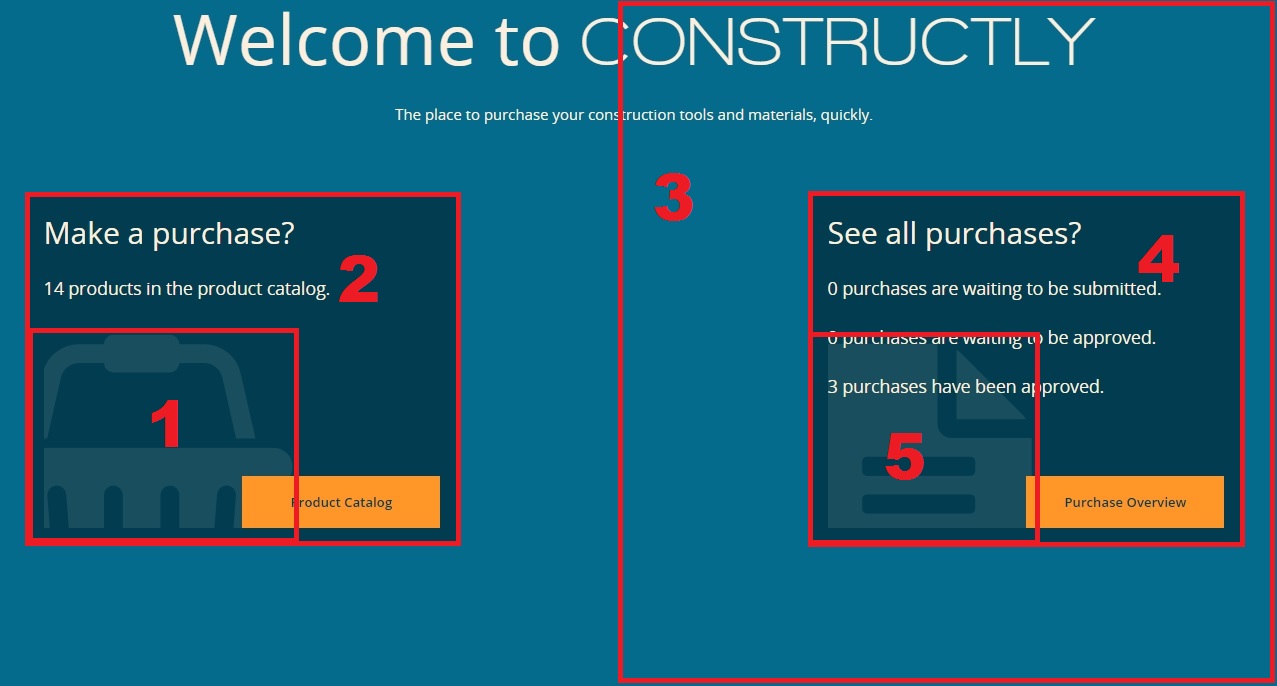 Welcome to CONSTRUCTLY
The place to purchase your construction tools and materials, quickly.
3
Make a purchase?
2
14 products in the product catalog.
1
Product Catalog
See all purchases?
4
0 purchases are waiting to be submitted.
0 purchases are waiting to be approved.
3 purchases have been approved.
5
Purchase Overview